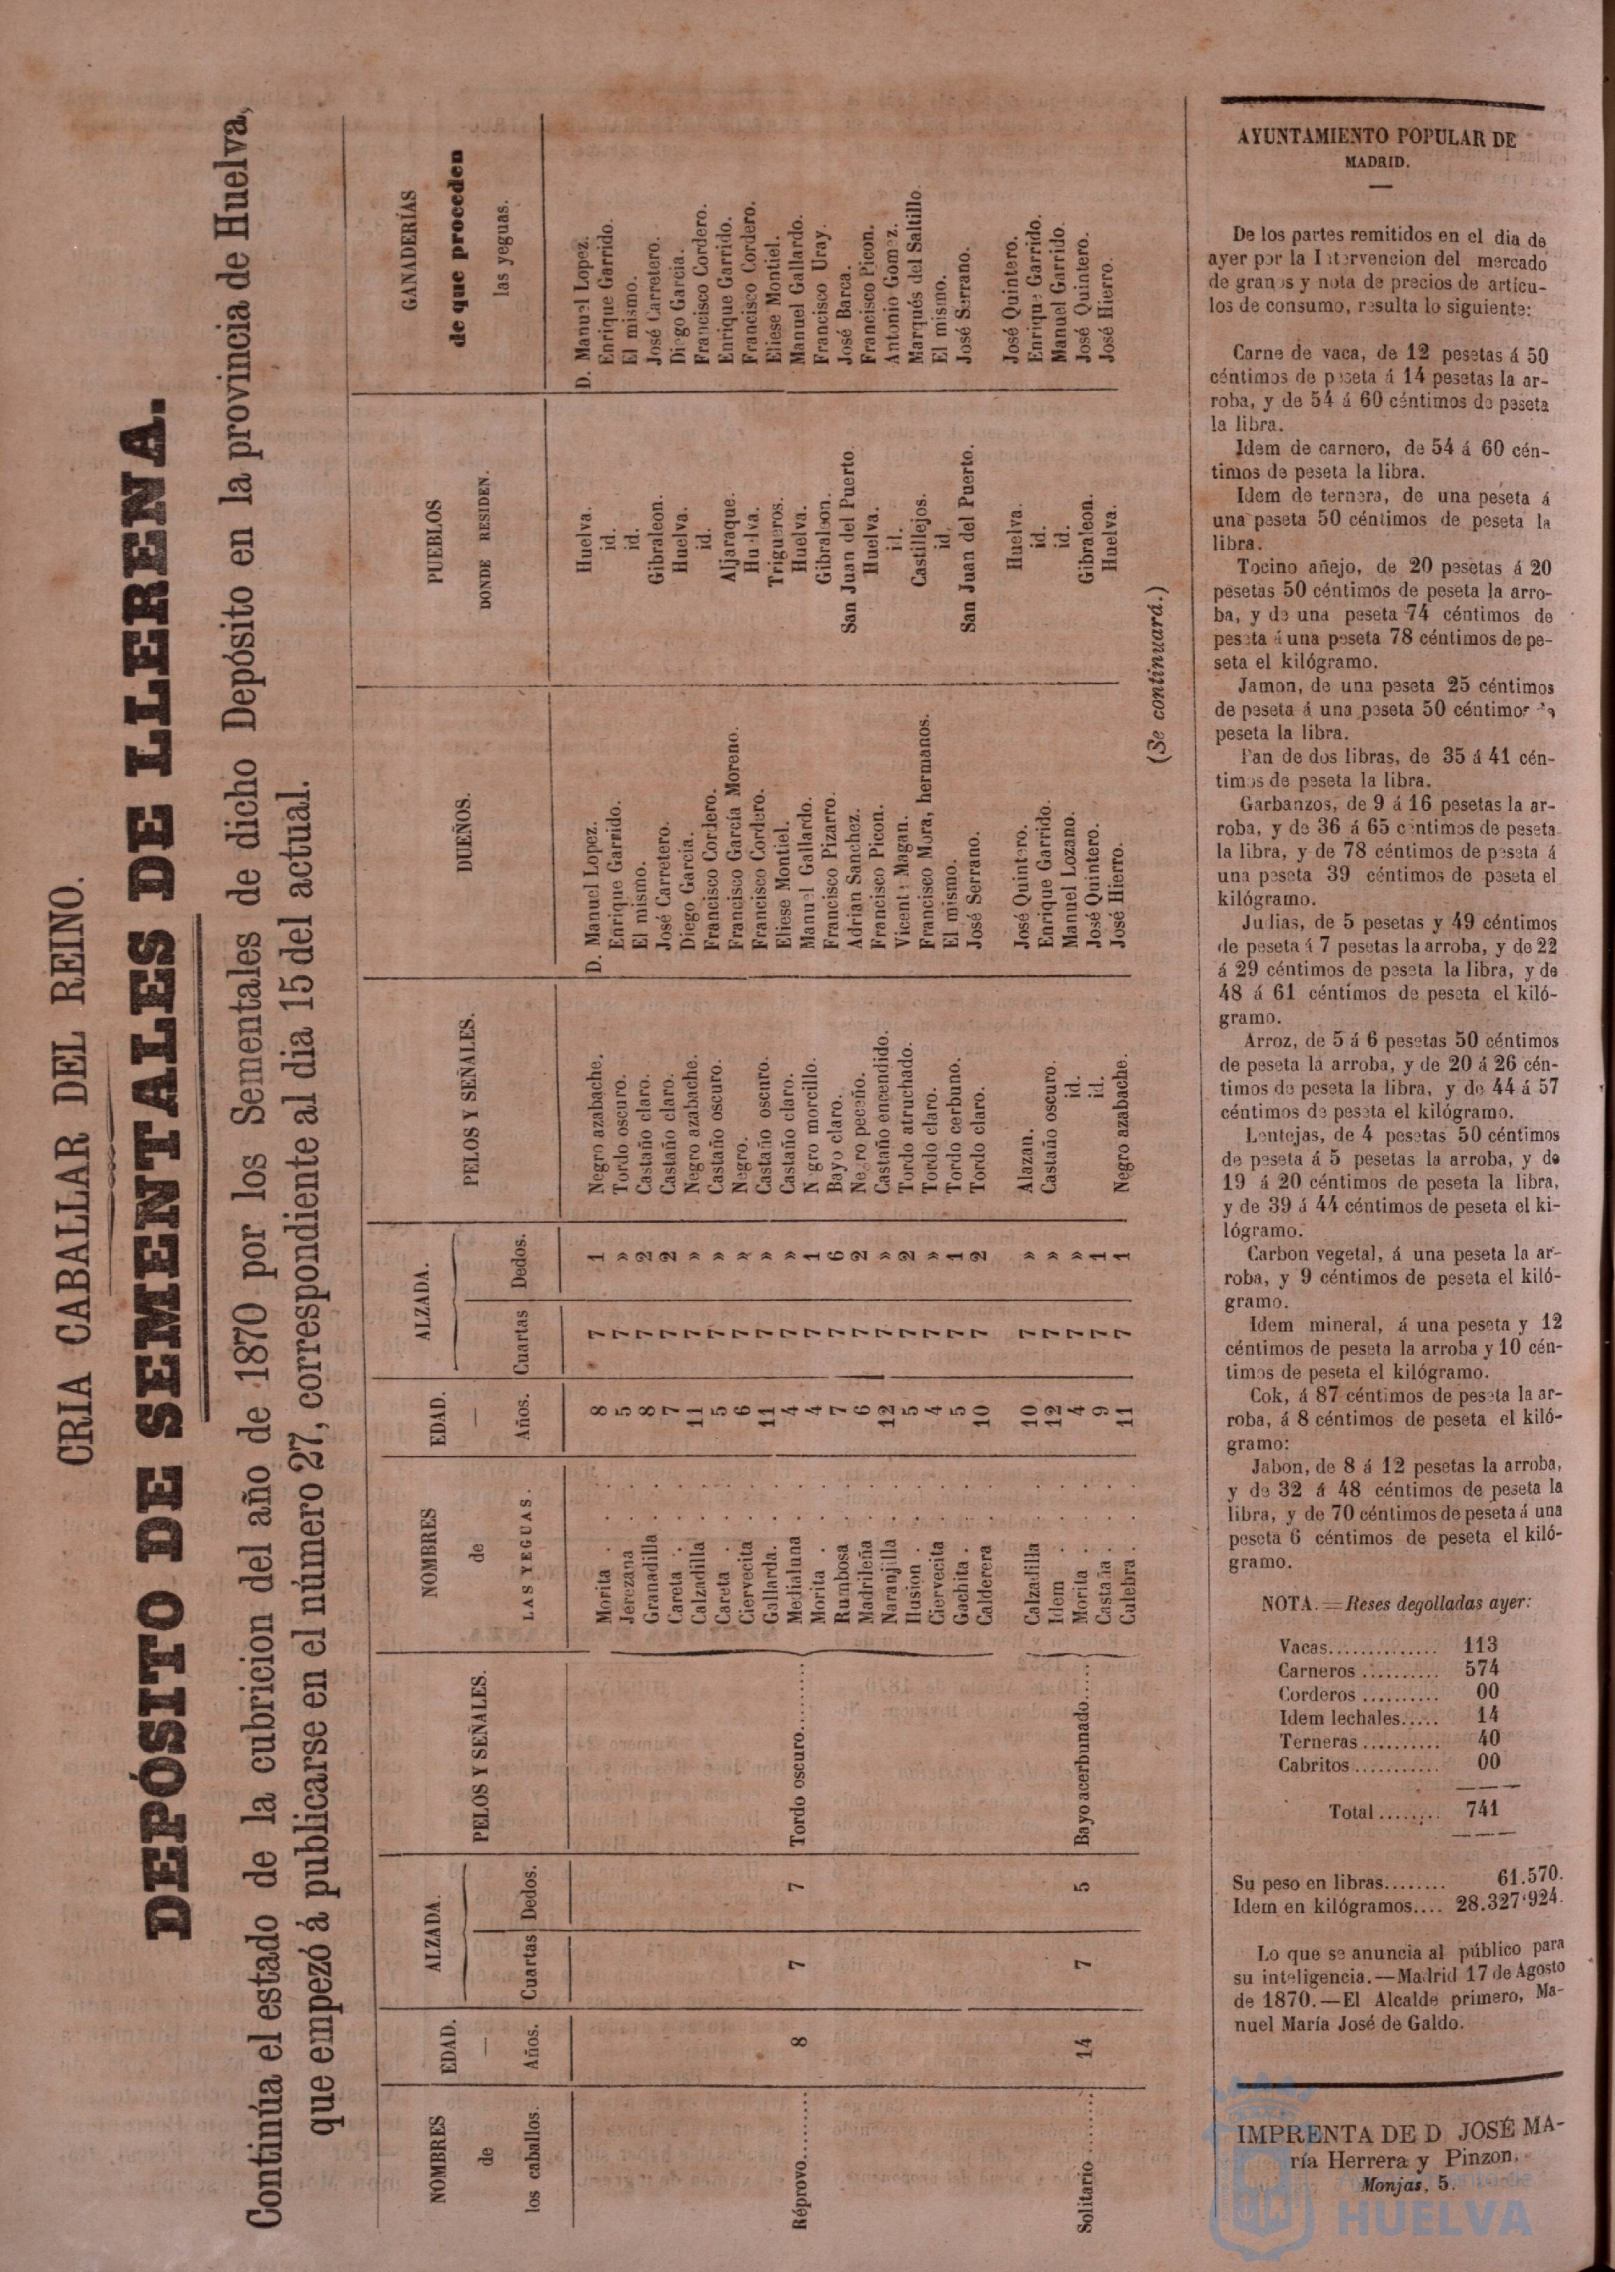 CRIA CABALLAR DEL REINO.
DEPÓSITO DE SEMENTALES DE LLERENA.
Continúa el estado de la cubricion del año de 1870 por los Sementales de dicho Depósito en la provincia de Huelva,
que empezó á publicarse en el número 27, correspondiente al dia 15 del actual.
NOMBRES de los caballos. | EDAD. — Años. | ALZADA. Cuartas | Dedos. | PELOS Y SEÑALES. | NOMBRES de LAS YEGUAS. | EDAD. — Años. | ALZADA. Cuartas | Dedos. | PELOS Y SEÑALES. | DUEÑOS. | PUEBLOS DONDE RESIDEN. | GANADERÍAS de que proceden las yeguas.
Réprovo......... 8 7 7 Tordo oscuro.........
Morita . . . 8 7 1 Negro azabache. D. Manuel Lopez. Huelva. D. Manuel Lopez.
Jerezana . . 5 7 » Tordo oscuro. Enrique Garrido. id. Enrique Garrido.
Granadilla . . 8 7 2 Castaño claro. El mismo. id. El mismo.
Careta . . . 7 7 2 Castaño claro. José Carretero. Gibraleon. José Carretero.
Calzadilla . . 11 7 » Negro azabache. Diego García. Huelva. Diego García.
Careta . . . 5 7 » Castaño oscuro. Francisco Cordero. id. Francisco Cordero.
Ciervecita . . 6 7 » Negro. Francisco García Moreno. Aljaraque. Enrique Garrido.
Gallarda. . . 11 7 » Castaño oscuro. Francisco Cordero. Huelva. Francisco Cordero.
Medialuna . . 4 7 » Castaño claro. Eliese Montiel. Trigueros. Eliese Montiel.
Morita . . . 4 7 1 Negro morcillo. Manuel Gallardo. Huelva. Manuel Gallardo.
Rumbosa . . 7 7 6 Bayo claro. Francisco Pizarro. Gibraleon. Francisco Uray.
Madrileña . . 6 7 2 Negro peceño. Adrian Sanchez. San Juan del Puerto. José Barca.
Naranjilla . . 12 7 » Castaño encendido. Francisco Picon. Huelva. Francisco Picon.
Ilusion . . . 5 7 2 Tordo atruchado. Vicente Magan. id. Antonio Gomez.
Ciervecita . . 4 7 » Tordo claro. Francisco Mora, hermanos. Castillejos. Marqués del Saltillo.
Gachita . . . 5 7 1 Tordo cerbuno. El mismo. id. El mismo.
Calderera . . 10 7 2 Tordo claro. José Serrano. San Juan del Puerto. José Serrano.
Solitario......... 14 7 5 Bayo acerbunado.....
Calzadilla . . 10 7 » Alazan. José Quintero. Huelva. José Quintero.
Idem . . . 12 7 » Castaño oscuro. Enrique Garrido. id. Enrique Garrido.
Morita . . . 4 7 » id. Manuel Lozano. id. Manuel Garrido.
Castaña . . . 9 7 1 id. José Quintero. Gibraleon. José Quintero.
Culebra . . . 11 7 1 Negro azabache. José Hierro. Huelva. José Hierro.
(Se continuará.)
AYUNTAMIENTO POPULAR DE
MADRID.
De los partes remitidos en el dia de
ayer por la Intervencion del mercado
de granos y nota de precios de artícu-
los de consumo, resulta lo siguiente:
Carne de vaca, de 12 pesetas á 50
céntimos de peseta á 14 pesetas la ar-
roba, y de 54 á 60 céntimos de peseta
la libra.
Idem de carnero, de 54 á 60 cén-
timos de peseta la libra.
Idem de ternera, de una peseta á
una peseta 50 céntimos de peseta la
libra.
Tocino añejo, de 20 pesetas á 20
pesetas 50 céntimos de peseta la arro-
ba, y de una peseta 74 céntimos de
peseta á una peseta 78 céntimos de pe-
seta el kilógramo.
Jamon, de una peseta 25 céntimos
de peseta á una peseta 50 céntimos de
peseta la libra.
Pan de dos libras, de 35 á 41 cén-
timos de peseta la libra.
Garbanzos, de 9 á 16 pesetas la ar-
roba, y de 36 á 65 céntimos de peseta
la libra, y de 78 céntimos de peseta á
una peseta 39 céntimos de peseta el
kilógramo.
Judias, de 5 pesetas y 49 céntimos
de peseta á 7 pesetas la arroba, y de 22
á 29 céntimos de peseta la libra, y de
48 á 61 céntimos de peseta el kiló-
gramo.
Arroz, de 5 á 6 pesetas 50 céntimos
de peseta la arroba, y de 20 á 26 cén-
timos de peseta la libra, y de 44 á 57
céntimos de peseta el kilógramo.
Lentejas, de 4 pesetas 50 céntimos
de peseta á 5 pesetas la arroba, y de
19 á 20 céntimos de peseta la libra,
y de 39 á 44 céntimos de peseta el ki-
lógramo.
Carbon vegetal, á una peseta la ar-
roba, y 9 céntimos de peseta el kiló-
gramo.
Idem mineral, á una peseta y 12
céntimos de peseta la arroba y 10 cén-
timos de peseta el kilógramo.
Cok, á 87 céntimos de peseta la ar-
roba, á 8 céntimos de peseta el kiló-
gramo:
Jabon, de 8 á 12 pesetas la arroba,
y de 32 á 48 céntimos de peseta la
libra, y de 70 céntimos de peseta á una
peseta 6 céntimos de peseta el kiló-
gramo.
NOTA.—Reses degolladas ayer:
Vacas.............. 113
Carneros .......... 574
Corderos .......... 00
Idem lechales..... 14
Terneras .......... 40
Cabritos........... 00
Total ........ 741
Su peso en libras........ 61.570.
Idem en kilógramos.... 28.327'924.
Lo que se anuncia al público para
su inteligencia.—Madrid 17 de Agosto
de 1870.—El Alcalde primero, Ma-
nuel María José de Galdo.
IMPRENTA DE D. JOSÉ MA-
ría Herrera y Pinzon.
Monjas, 5.
Ayuntamiento de
HUELVA